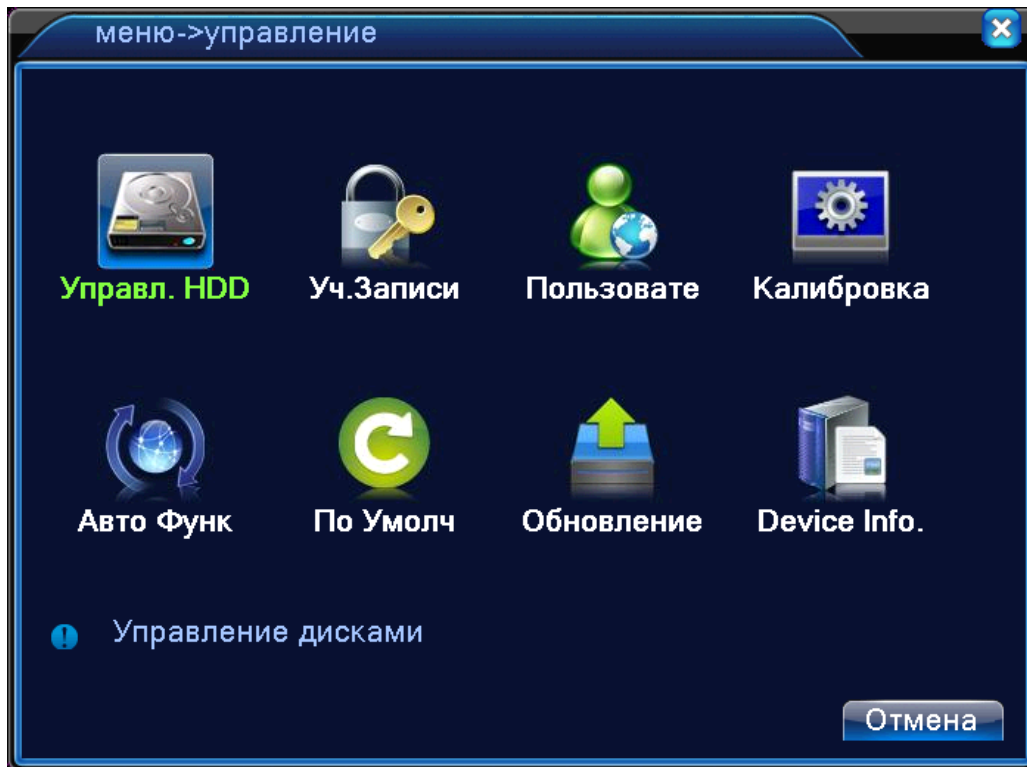 меню->управление
Управл. HDD Уч.Записи Пользовате Калибровка
Авто Функ По Умолч Обновление Device Info.
Управление дисками
Отмена